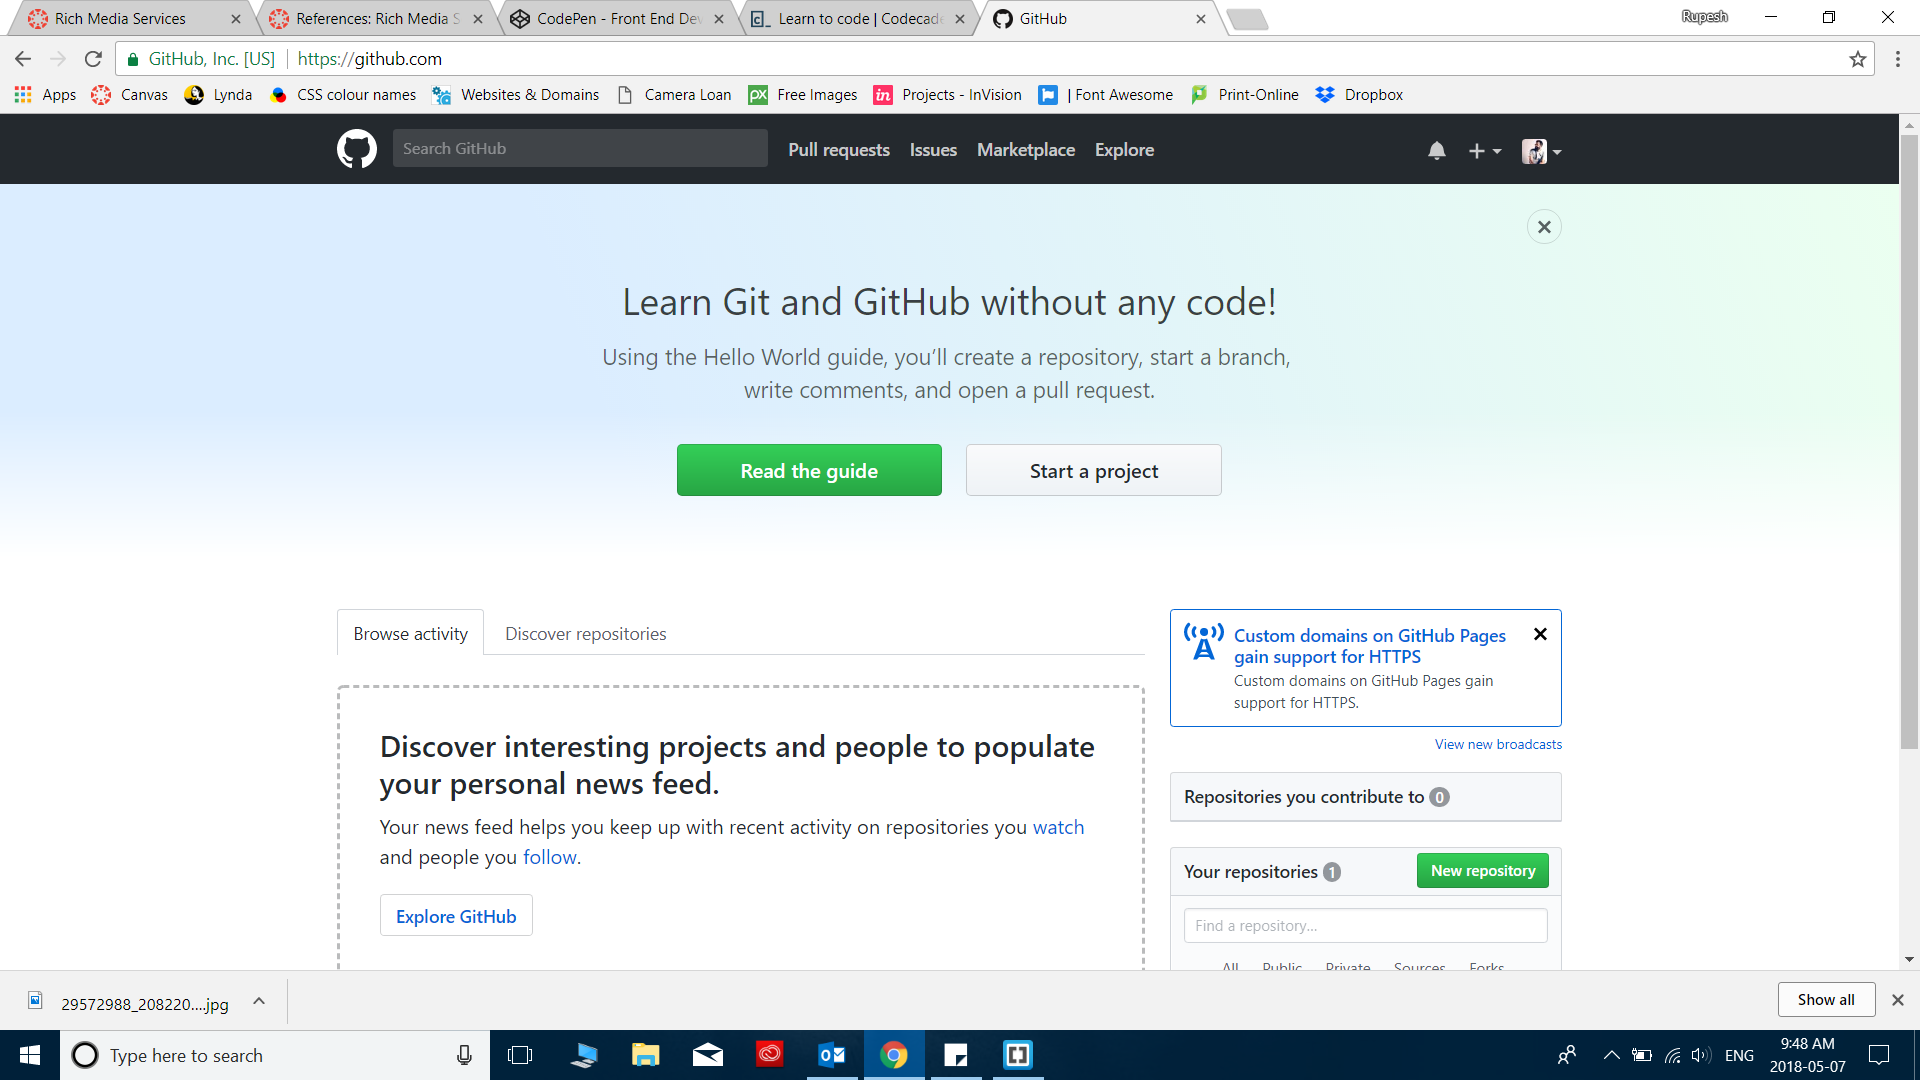 Rich Media Services
References: Rich Media S
CodePen - Front End Dev
Learn to code | Codecade
GitHub
Rupesh
GitHub, Inc. [US]
https://github.com
Apps
Canvas
Lynda
CSS colour names
Websites & Domains
Camera Loan
Free Images
Projects - InVision
| Font Awesome
Print-Online
Dropbox
Search GitHub
Pull requests
Issues
Marketplace
Explore
Learn Git and GitHub without any code!
Using the Hello World guide, you’ll create a repository, start a branch,
write comments, and open a pull request.
Read the guide
Start a project
Browse activity
Discover repositories
Discover interesting projects and people to populate
your personal news feed.
Your news feed helps you keep up with recent activity on repositories you watch
and people you follow.
Explore GitHub
Custom domains on GitHub Pages
gain support for HTTPS
Custom domains on GitHub Pages gain
support for HTTPS.
View new broadcasts
Repositories you contribute to 0
Your repositories 1
New repository
Find a repository...
All
Public
Private
Sources
Forks
29572988_208220....jpg
Show all
Type here to search
ENG
9:48 AM
2018-05-07